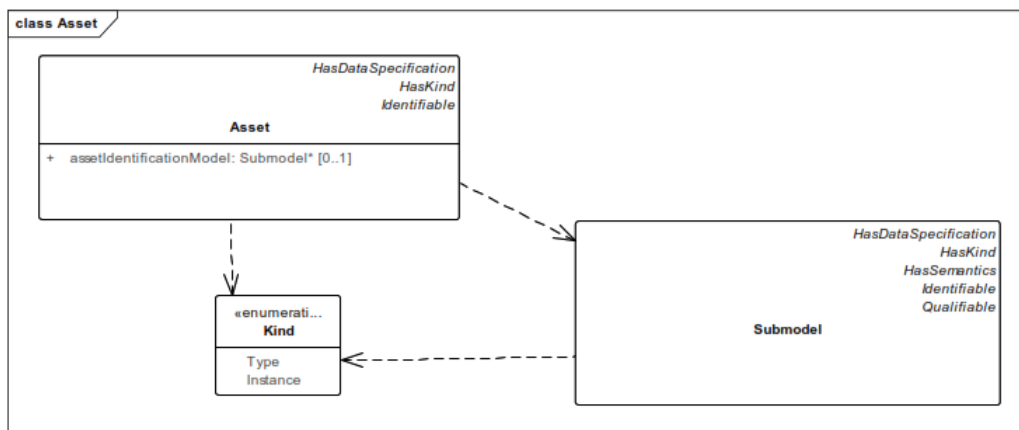 class Asset
HasDataSpecification
HasKind
Identifiable
Asset
+ assetIdentificationModel: Submodel* [0..1]
HasDataSpecification
HasKind
HasSemantics
Identifiable
Qualifiable
Submodel
«enumerati...
Kind
Type
Instance